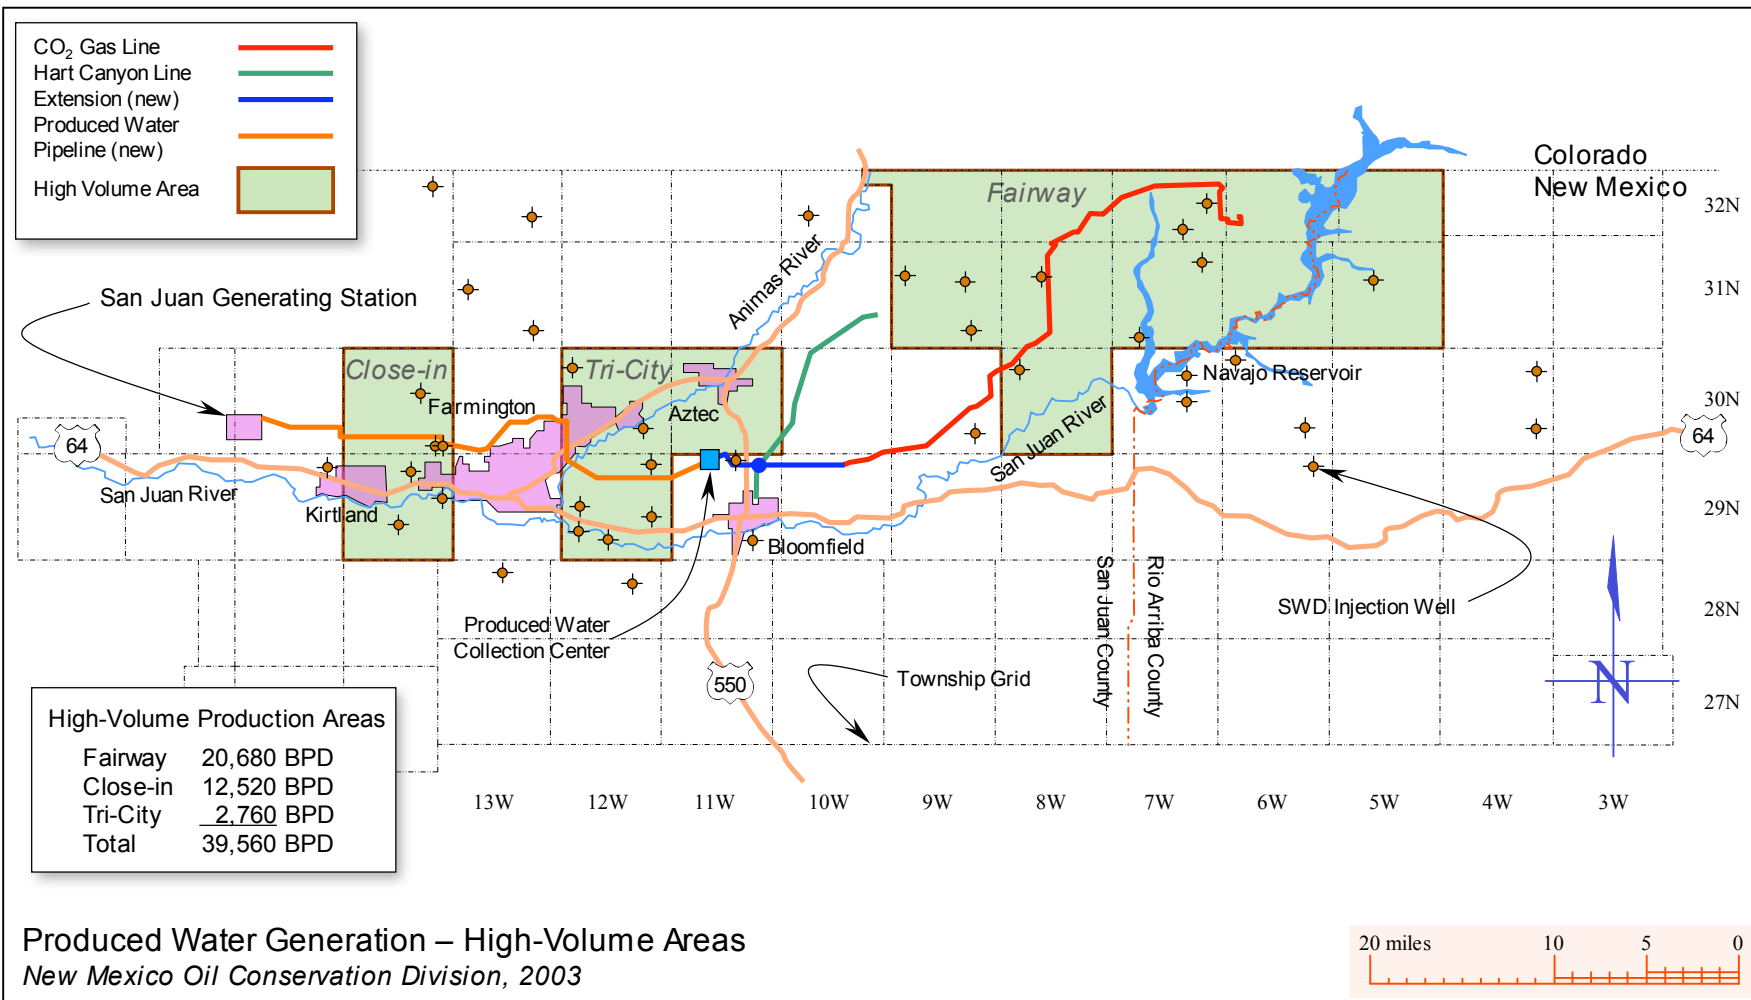 CO2 Gas Line
Hart Canyon Line
Extension (new)
Produced Water
Pipeline (new)
High Volume Area
Colorado
New Mexico
Fairway
32N
31N
30N
29N
28N
27N
Animas River
San Juan Generating Station
Close-in
Tri-City
Farmington
Aztec
Navajo Reservoir
64
64
San Juan River
San Juan River
Kirtland
Bloomfield
San Juan County
Rio Arriba County
SWD Injection Well
Produced Water
Collection Center
Township Grid
550
N
High-Volume Production Areas
Fairway 20,680 BPD
Close-in 12,520 BPD
Tri-City 2,760 BPD
Total 39,560 BPD
13W 12W 11W 10W 9W 8W 7W 6W 5W 4W 3W
Produced Water Generation – High-Volume Areas
New Mexico Oil Conservation Division, 2003
20 miles 10 5 0